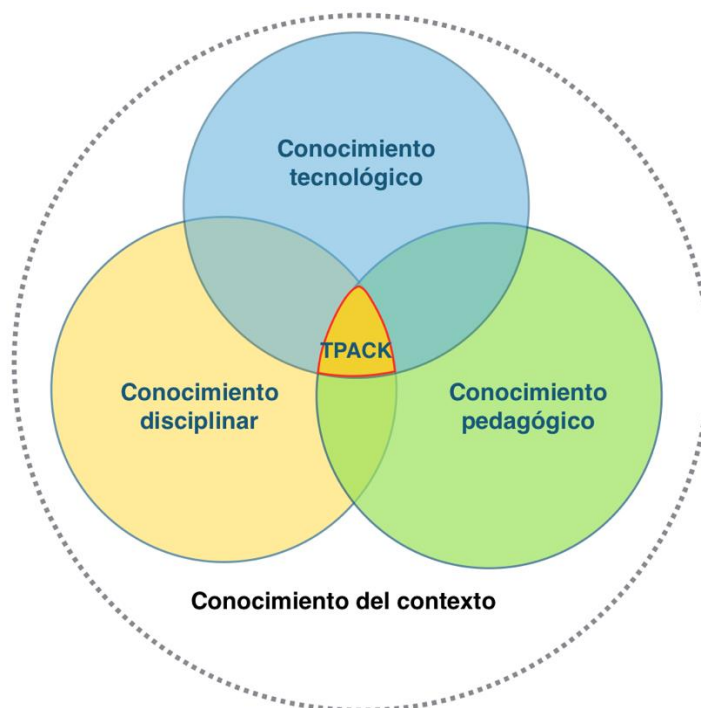 Conocimiento
tecnológico
TPACK
Conocimiento
disciplinar
Conocimiento
pedagógico
Conocimiento del contexto